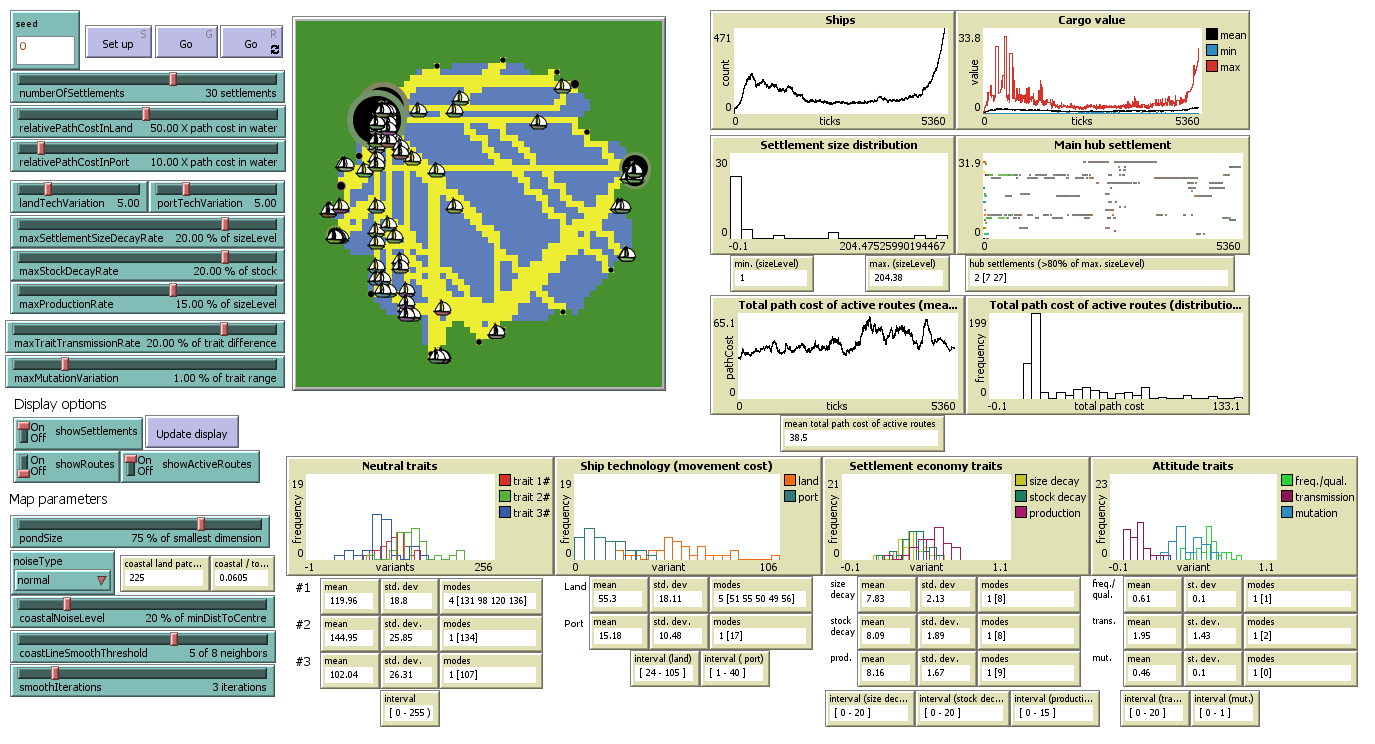 seed
0
S
Set up
G
Go
R
Go
numberOfSettlements 30 settlements
relativePathCostInLand 50.00 X path cost in water
relativePathCostInPort 10.00 X path cost in water
landTechVariation 5.00
portTechVariation 5.00
maxSettlementSizeDecayRate 20.00 % of sizeLevel
maxStockDecayRate 20.00 % of stock
maxProductionRate 15.00 % of sizeLevel
maxTraitTransmissionRate 20.00 % of trait difference
maxMutationVariation 1.00 % of trait range
Display options
On
Off
showSettlements
Update display
On
Off
showRoutes
On
Off
showActiveRoutes
Map parameters
pondSize 75 % of smallest dimension
noiseType
normal
coastal land patc...
225
coastal / to...
0.0605
coastalNoiseLevel 20 % of minDistToCentre
coastLineSmoothThreshold 5 of 8 neighbors
smoothIterations 3 iterations
Ships
471
count
0
0
ticks
5360
Cargo value
33.8
value
0
0
ticks
5360
mean
min
max
Settlement size distribution
30
0
-0.1
204.47525990194467
Main hub settlement
31.9
0
0
5360
min. (sizeLevel)
1
max. (sizeLevel)
204.38
hub settlements (>80% of max. sizeLevel)
2 [7 27]
Total path cost of active routes (mea...
65.1
pathCost
0
0
ticks
5360
Total path cost of active routes (distributio...
199
frequency
0
-0.1
total path cost
133.1
mean total path cost of active routes
38.5
Neutral traits
19
frequency
0
-1
variants
256
trait 1#
trait 2#
trait 3#
Ship technology (movement cost)
19
frequency
0
0
variant
106
land
port
Settlement economy traits
21
frequency
0
-0.1
variant
1.1
size decay
stock decay
production
Attitude traits
23
frequency
0
-0.1
variant
1.1
freq./qual.
transmission
mutation
#1
mean
119.96
std. dev
18.8
modes
4 [131 98 120 136]
#2
mean
144.95
std. dev.
25.85
modes
1 [134]
#3
mean
102.04
std. dev.
26.31
modes
1 [107]
interval
[ 0 - 255 )
Land
mean
55.3
std. dev
18.11
modes
5 [51 55 50 49 56]
Port
mean
15.18
std. dev
10.48
modes
1 [17]
interval (land)
[ 24 - 105 ]
interval ( port)
[ 1 - 40 ]
size
decay
mean
7.83
std. dev
2.13
modes
1 [8]
stock
decay
mean
8.09
std. dev.
1.89
modes
1 [8]
prod.
mean
8.16
std. dev.
1.67
modes
1 [9]
interval (size dec...
[ 0 - 20 ]
interval (stock dec...
[ 0 - 20 ]
interval (producti...
[ 0 - 15 ]
freq./
qual.
mean
0.61
st. dev
0.1
modes
1 [1]
trans.
mean
1.95
std. dev
1.43
modes
1 [2]
mut.
mean
0.46
std. dev
0.1
modes
1 [0]
interval (tra...
[ 0 - 20 ]
interval (mut.)
[ 0 - 1 ]